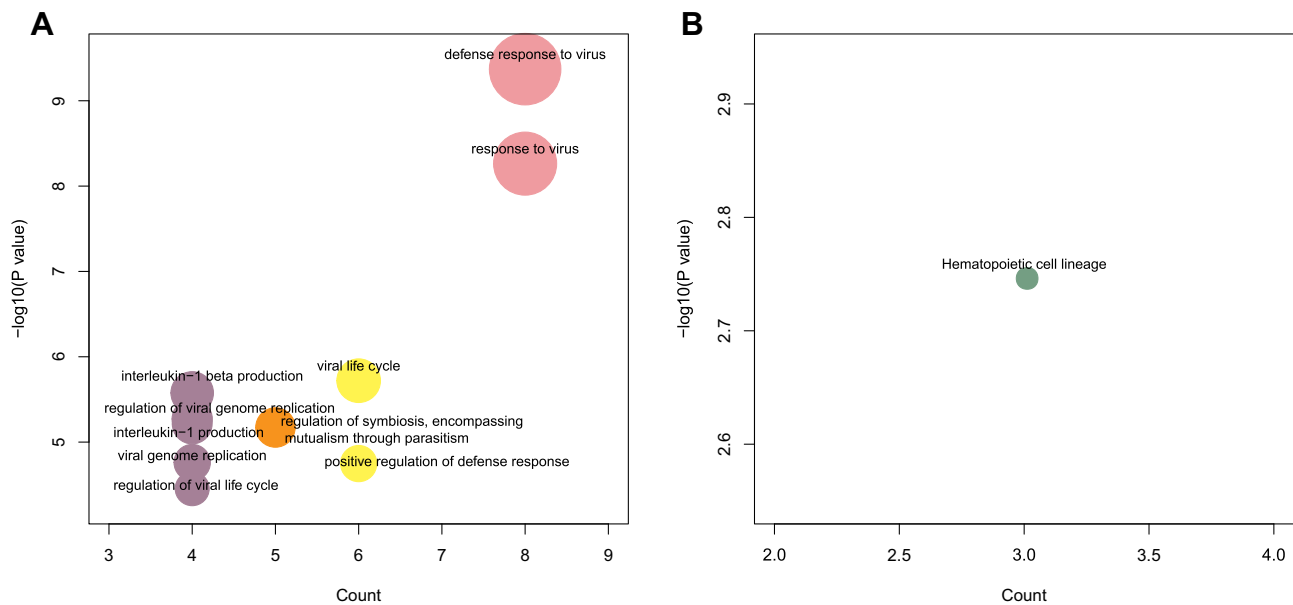 A
defense response to virus
response to virus
viral life cycle
interleukin−1 beta production
regulation of viral genome replication
regulation of symbiosis, encompassing
mutualism through parasitism
interleukin−1 production
viral genome replication
positive regulation of defense response
regulation of viral life cycle
−log10(P value)
9
8
7
6
5
3 4 5 6 7 8 9
Count
B
Hematopoietic cell lineage
−log10(P value)
2.9
2.8
2.7
2.6
2.0 2.5 3.0 3.5 4.0
Count